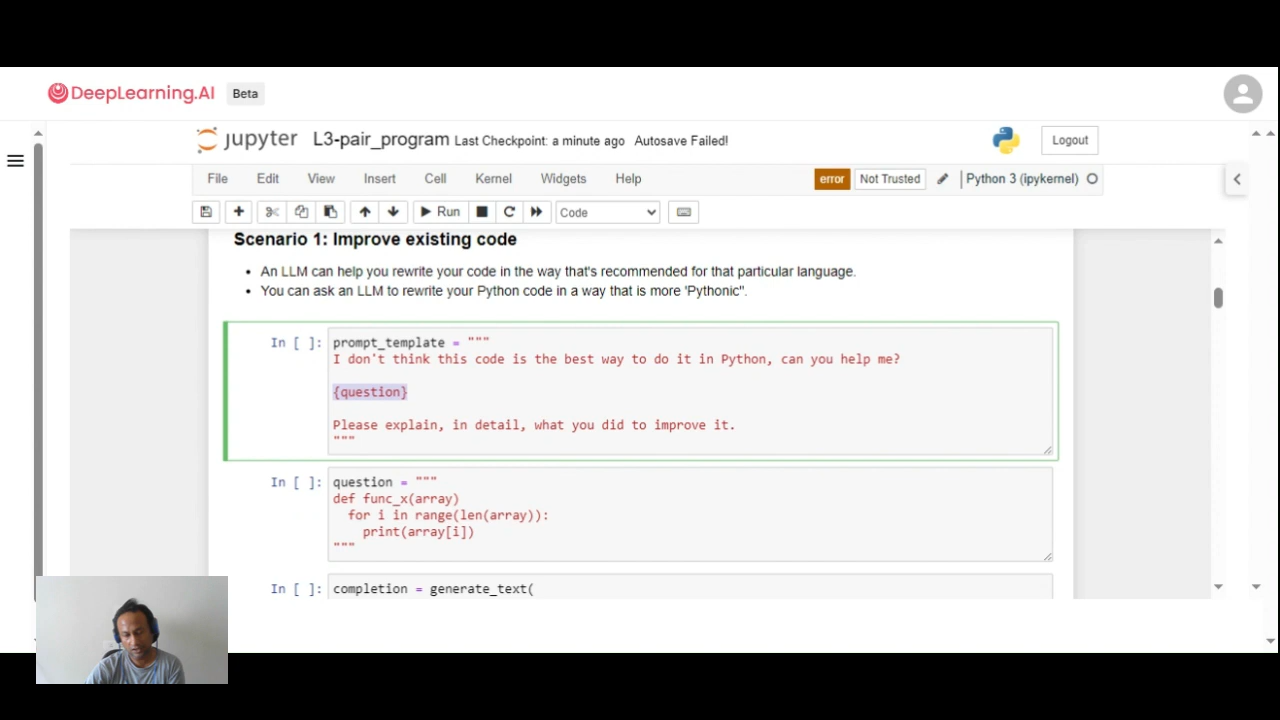 DeepLearning.AI Beta
jupyter L3-pair_program Last Checkpoint: a minute ago Autosave Failed! Logout
File Edit View Insert Cell Kernel Widgets Help error Not Trusted Python 3 (ipykernel)
Run Code
Scenario 1: Improve existing code
• An LLM can help you rewrite your code in the way that's recommended for that particular language.
• You can ask an LLM to rewrite your Python code in a way that is more 'Pythonic".
In [ ]: prompt_template = """
I don't think this code is the best way to do it in Python, can you help me?
{question}
Please explain, in detail, what you did to improve it.
"""
In [ ]: question = """
def func_x(array)
for i in range(len(array)):
print(array[i])
"""
In [ ]: completion = generate_text(